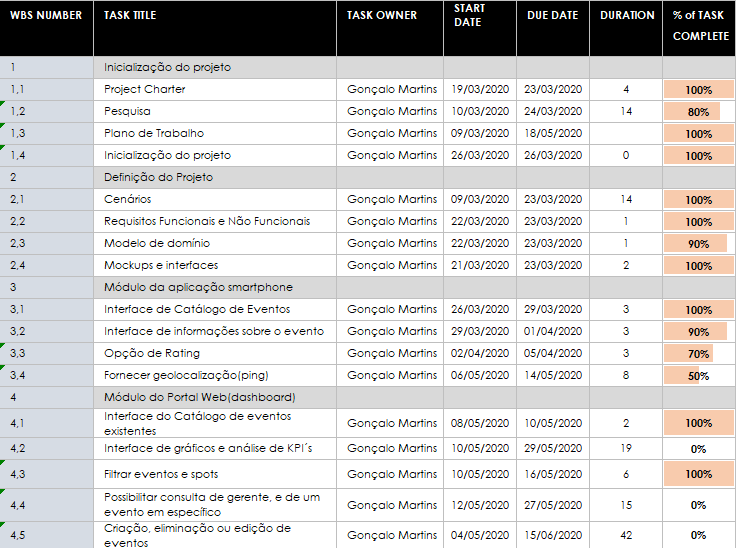 WBS NUMBER TASK TITLE TASK OWNER START DATE DUE DATE DURATION % of TASK COMPLETE
1 Inicialização do projeto
1,1 Project Charter Gonçalo Martins 19/03/2020 23/03/2020 4 100%
1,2 Pesquisa Gonçalo Martins 10/03/2020 24/03/2020 14 80%
1,3 Plano de Trabalho Gonçalo Martins 09/03/2020 18/05/2020 100%
1,4 Inicialização do projeto Gonçalo Martins 26/03/2020 26/03/2020 0 100%
2 Definição do Projeto
2,1 Cenários Gonçalo Martins 09/03/2020 23/03/2020 14 100%
2,2 Requisitos Funcionais e Não Funcionais Gonçalo Martins 22/03/2020 23/03/2020 1 100%
2,3 Modelo de domínio Gonçalo Martins 22/03/2020 23/03/2020 1 90%
2,4 Mockups e interfaces Gonçalo Martins 21/03/2020 23/03/2020 2 100%
3 Módulo da aplicação smartphone
3,1 Interface de Catálogo de Eventos Gonçalo Martins 26/03/2020 29/03/2020 3 100%
3,2 Interface de informações sobre o evento Gonçalo Martins 29/03/2020 01/04/2020 3 90%
3,3 Opção de Rating Gonçalo Martins 02/04/2020 05/04/2020 3 70%
3,4 Fornecer geolocalização(ping) Gonçalo Martins 06/05/2020 14/05/2020 8 50%
4 Módulo do Portal Web(dashboard)
4,1 Interface do Catálogo de eventos existentes Gonçalo Martins 08/05/2020 10/05/2020 2 100%
4,2 Interface de gráficos e análise de KPI´s Gonçalo Martins 10/05/2020 29/05/2020 19 0%
4,3 Filtrar eventos e spots Gonçalo Martins 10/05/2020 16/05/2020 6 100%
4,4 Possibilitar consulta de gerente, e de um evento em específico Gonçalo Martins 12/05/2020 27/05/2020 15 0%
4,5 Criação, eliminação ou edição de eventos Gonçalo Martins 04/05/2020 15/06/2020 42 0%